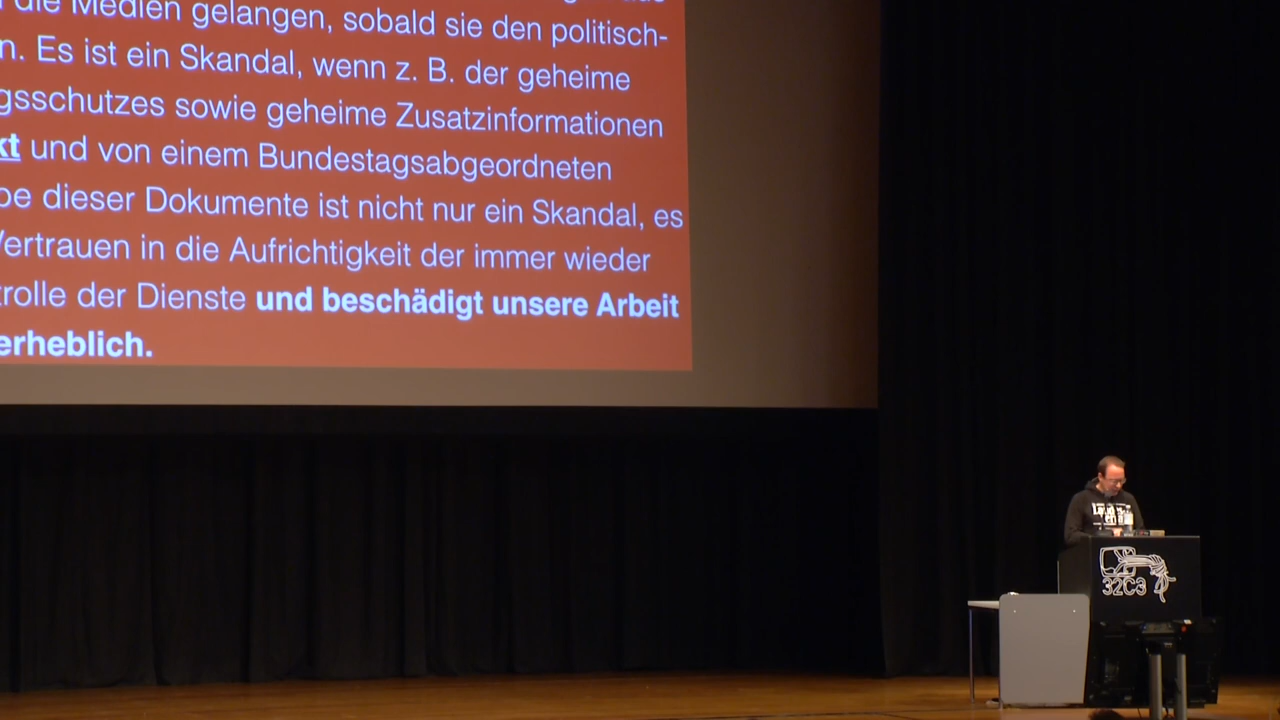 die Medien gelangen, sobald sie den politisch-
n. Es ist ein Skandal, wenn z. B. der geheime
gsschutzes sowie geheime Zusatzinformationen
kt und von einem Bundestagsabgeordneten
be dieser Dokumente ist nicht nur ein Skandal, es
Vertrauen in die Aufrichtigkeit der immer wieder
trolle der Dienste und beschädigt unsere Arbeit
erheblich.
32C3